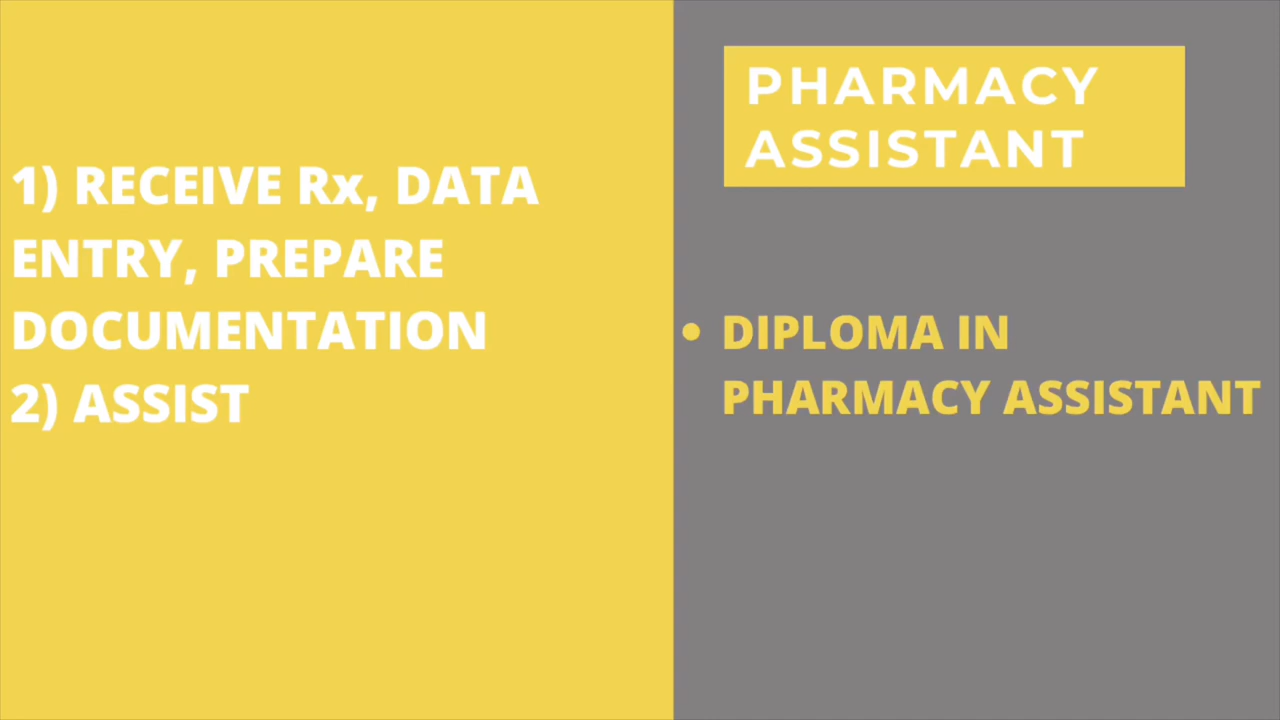 1) RECEIVE Rx, DATA
ENTRY, PREPARE
DOCUMENTATION
2) ASSIST
PHARMACY
ASSISTANT
• DIPLOMA IN
PHARMACY ASSISTANT